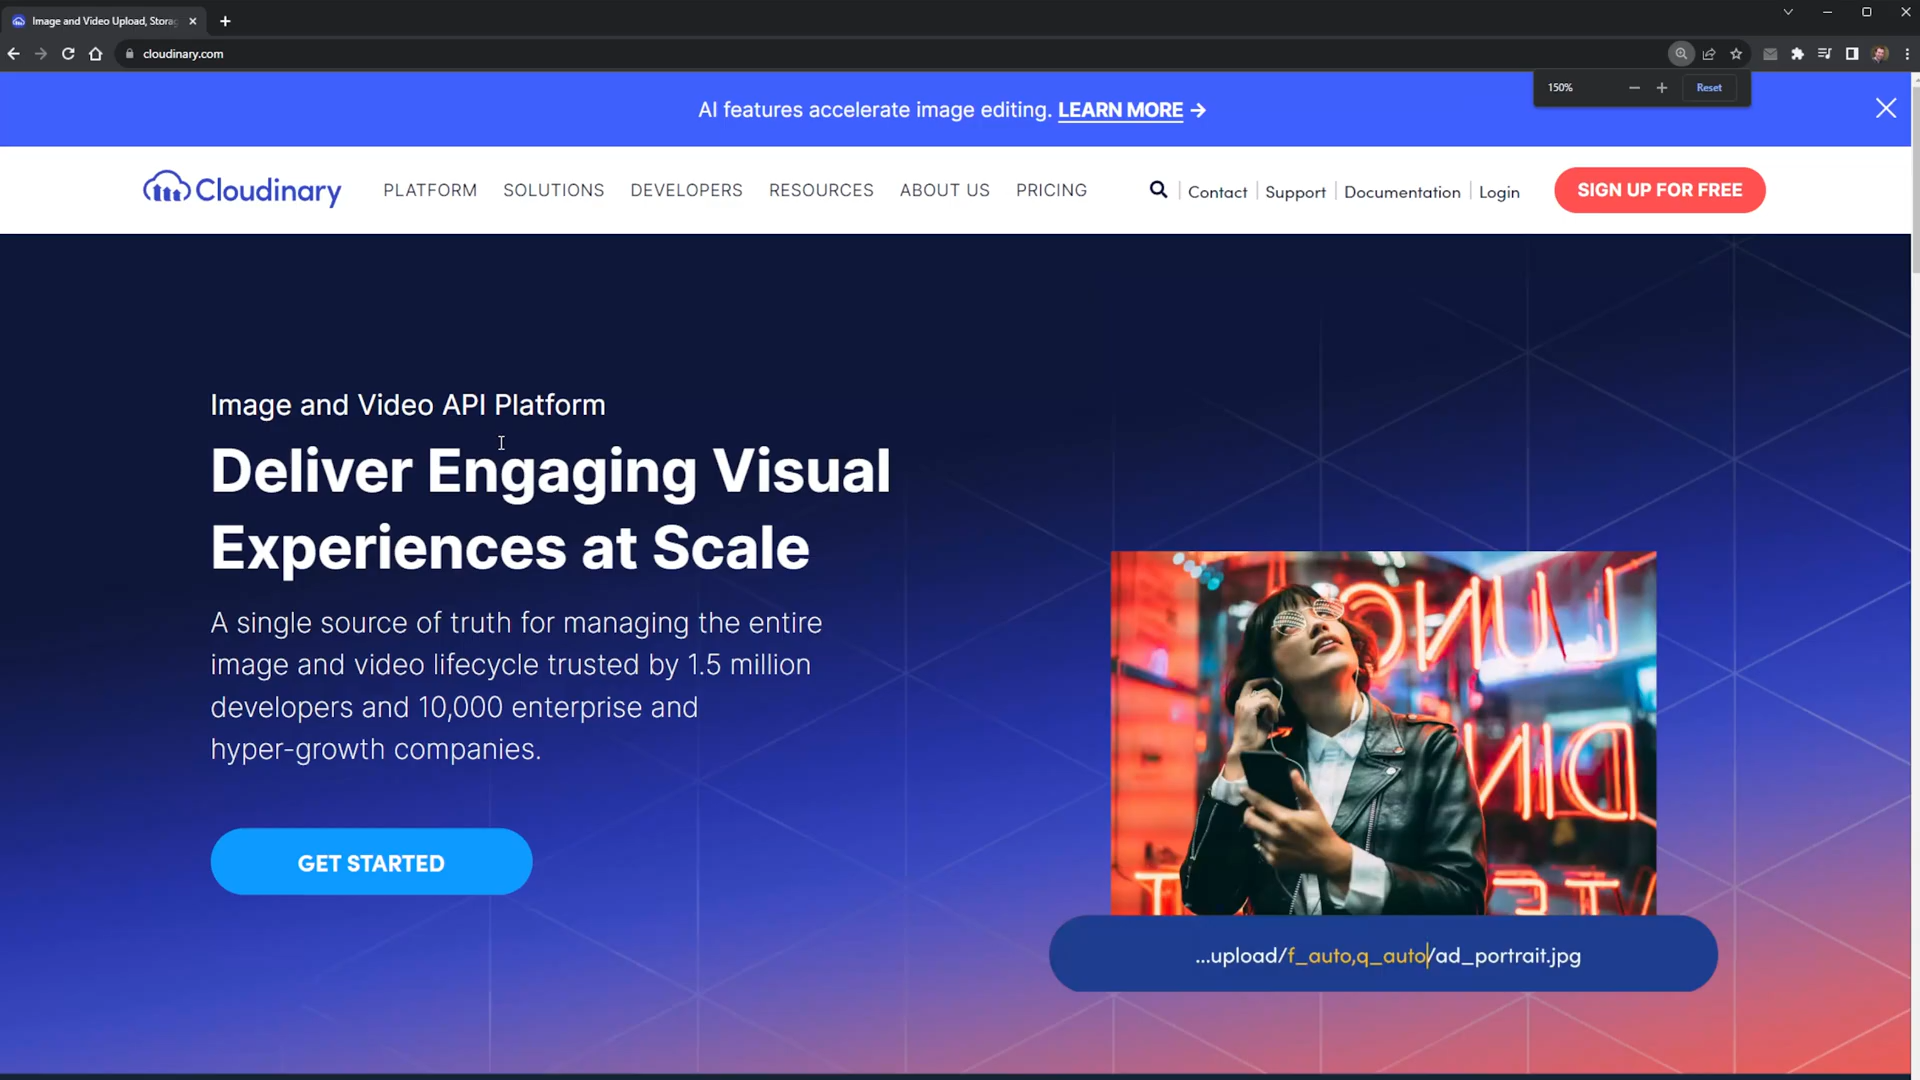 Image and Video Upload, Storag
cloudinary.com
150%
Reset
AI features accelerate image editing. LEARN MORE →
Cloudinary
PLATFORM SOLUTIONS DEVELOPERS RESOURCES ABOUT US PRICING
Contact Support Documentation Login
SIGN UP FOR FREE
Image and Video API Platform
Deliver Engaging Visual
Experiences at Scale
A single source of truth for managing the entire
image and video lifecycle trusted by 1.5 million
developers and 10,000 enterprise and
hyper-growth companies.
GET STARTED
LUNC
DIN
...upload/f_auto,q_auto/ad_portrait.jpg